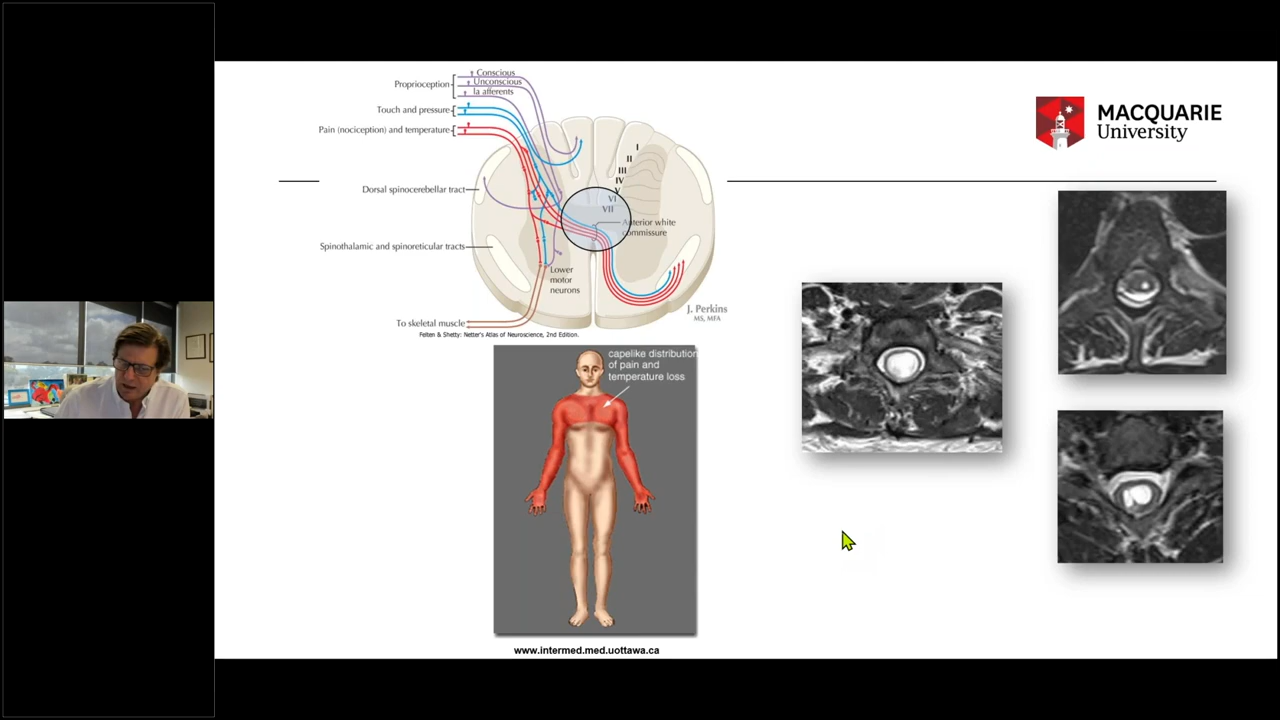 Conscious
Unconscious
Ia afferents
Proprioception
Touch and pressure
Pain (nociception) and temperature
I
II
III
IV
V
VI
VII
Dorsal spinocerebellar tract
Anterior white
commissure
Spinothalamic and spinoreticular tracts
Lower
motor
neurons
To skeletal muscle
J. Perkins
MS, MFA
Felten & Shetty: Netter's Atlas of Neuroscience, 2nd Edition.
capelike distribution
of pain and
temperature loss
www.intermed.med.uottawa.ca
MACQUARIE
University